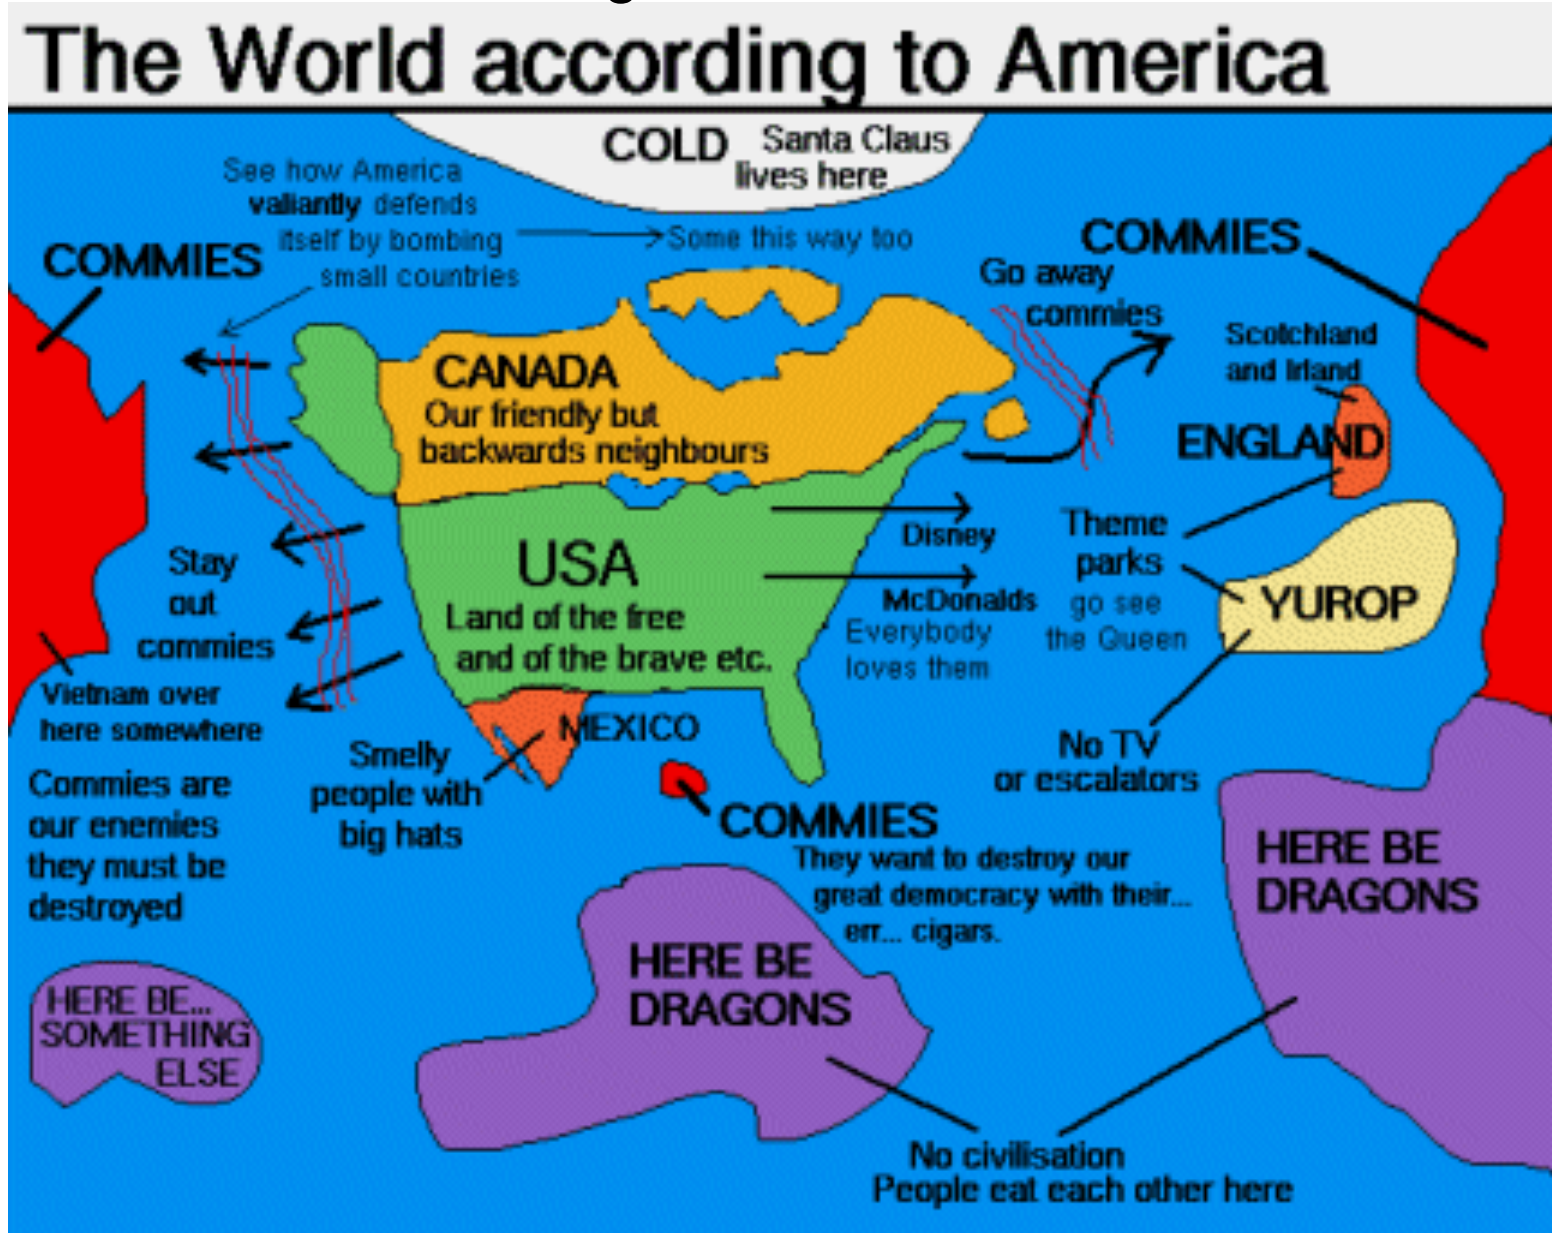 The World according to America
COLD
Santa Claus
lives here
See how America
valiantly defends
itself by bombing
small countries
Some this way too
COMMIES
COMMIES
Go away
commies
Scotchland
and Irland
ENGLAND
CANADA
Our friendly but
backwards neighbours
USA
Land of the free
and of the brave etc.
Disney
McDonalds
Everybody
loves them
Theme
parks
go see
the Queen
YUROP
No TV
or escalators
Stay
out
commies
Vietnam over
here somewhere
Commies are
our enemies
they must be
destroyed
Smelly
people with
big hats
MEXICO
COMMIES
They want to destroy our
great democracy with their...
err... cigars.
HERE BE
DRAGONS
HERE BE
DRAGONS
HERE BE...
SOMETHING
ELSE
No civilisation
People eat each other here